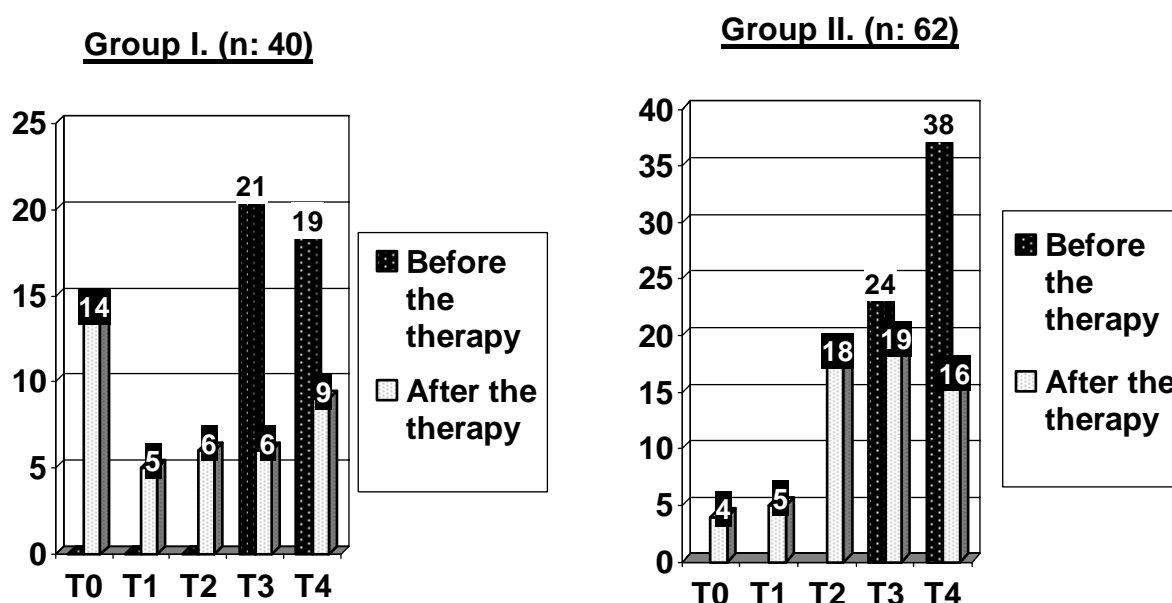 Group I. (n: 40)
25
20
15
10
5
0
21
19
14
5
6
6
9
T0 T1 T2 T3 T4
Before
the
therapy
After the
therapy
Group II. (n: 62)
40
35
30
25
20
15
10
5
0
38
24
4
5
18
19
16
T0 T1 T2 T3 T4
Before
the
therapy
After the
therapy